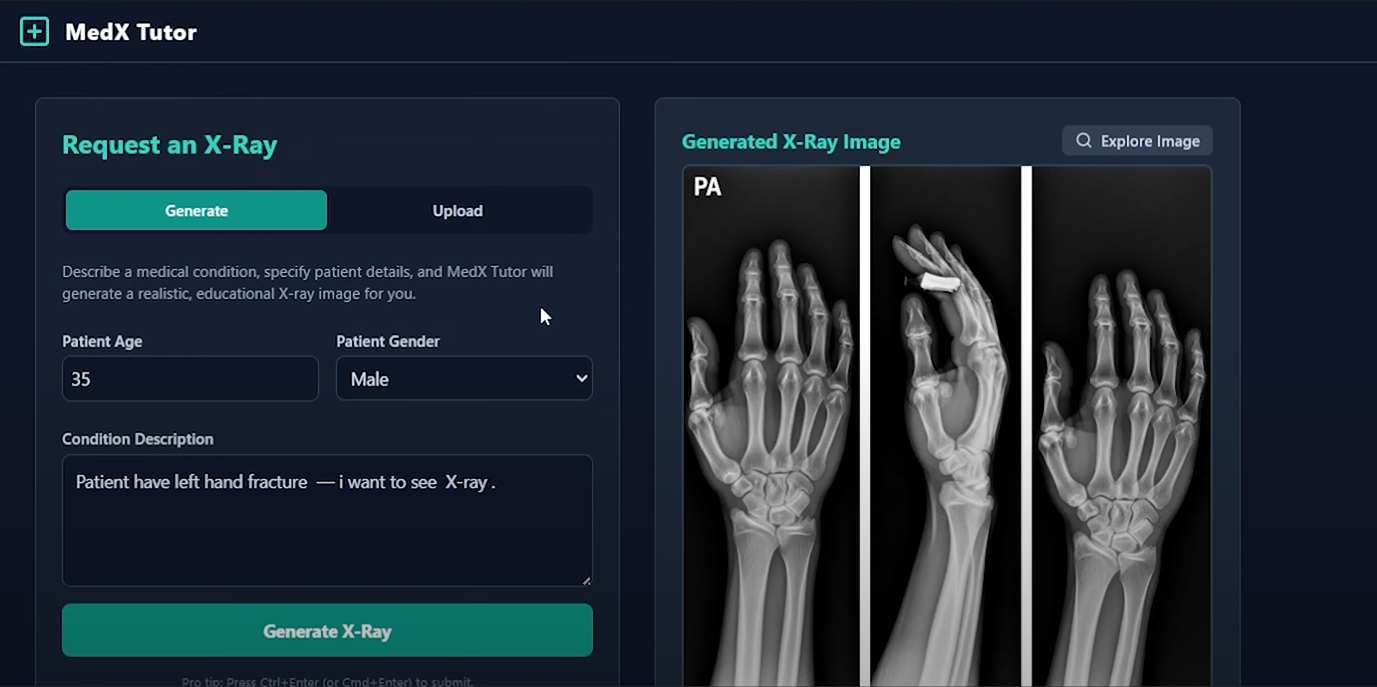 MedX Tutor
Request an X-Ray
Generate
Upload
Describe a medical condition, specify patient details, and MedX Tutor will
generate a realistic, educational X-ray image for you.
Patient Age
Patient Gender
35
Male
Condition Description
Patient have left hand fracture — i want to see X-ray .
Generate X-Ray
Pro tip: Press Ctrl+Enter (or Cmd+Enter) to submit.
Generated X-Ray Image
Explore Image
PA